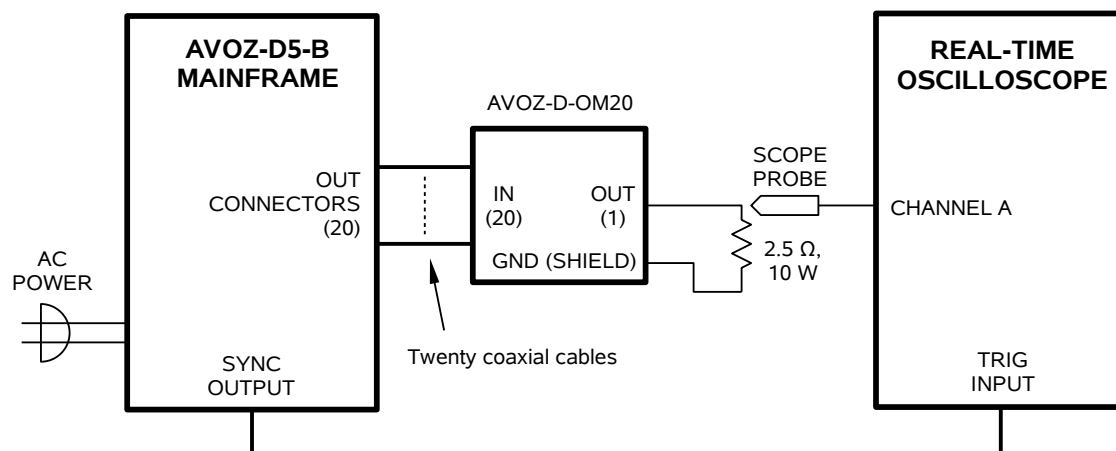 AVOZ-D5-B
MAINFRAME
REAL-TIME
OSCILLOSCOPE
AVOZ-D-OM20
SCOPE
PROBE
OUT
CONNECTORS
(20)
IN
(20)
OUT
(1)
CHANNEL A
GND (SHIELD)
2.5 Ω,
10 W
AC
POWER
Twenty coaxial cables
SYNC
OUTPUT
TRIG
INPUT